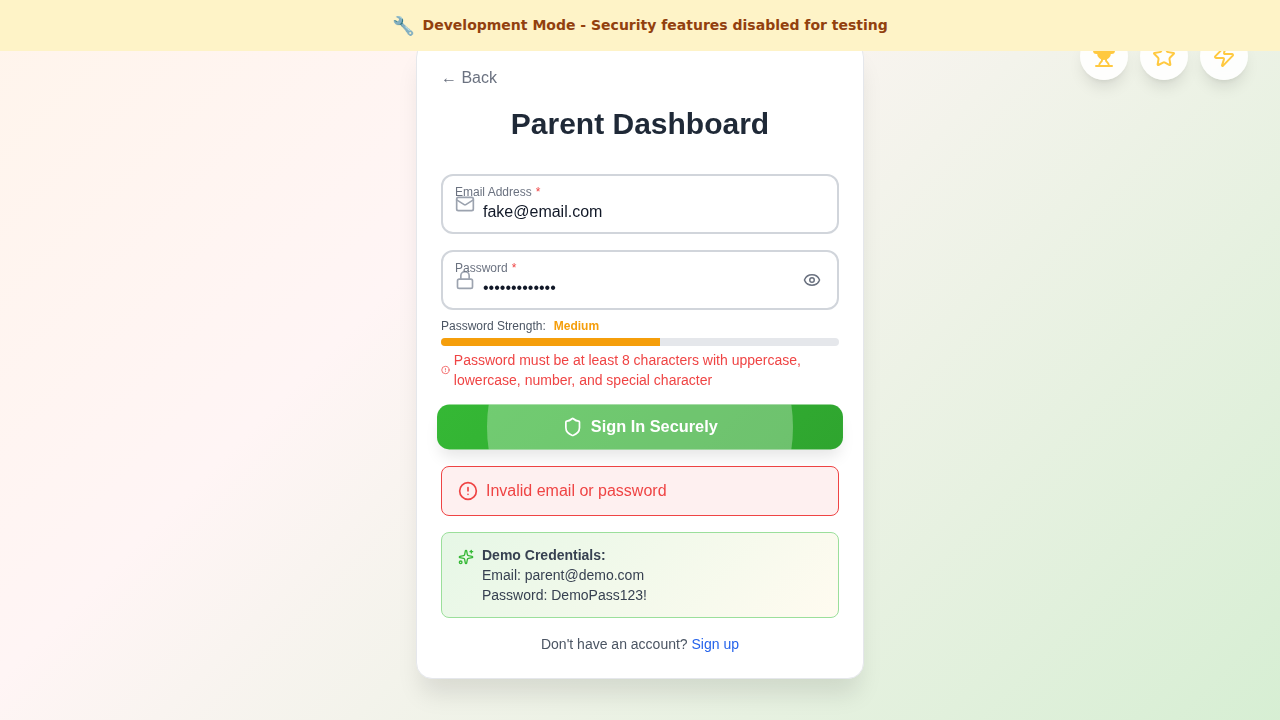 🔧 Development Mode - Security features disabled for testing
← Back
Parent Dashboard
Email Address *
fake@email.com
Password *
•••••••••••••
Password Strength: Medium
Password must be at least 8 characters with uppercase,
lowercase, number, and special character
Sign In Securely
Invalid email or password
Demo Credentials:
Email: parent@demo.com
Password: DemoPass123!
Don't have an account? Sign up